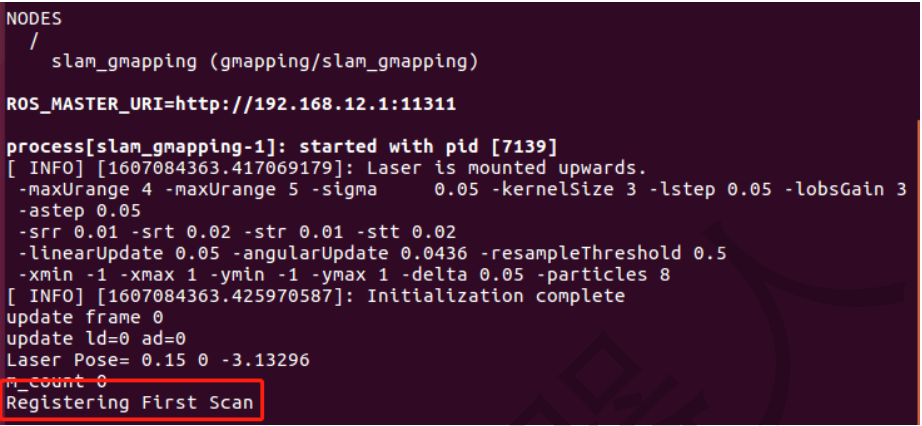 NODES
/
slam_gmapping (gmapping/slam_gmapping)
ROS_MASTER_URI=http://192.168.12.1:11311
process[slam_gmapping-1]: started with pid [7139]
[ INFO] [1607084363.417069179]: Laser is mounted upwards.
-maxUrange 4 -maxUrange 5 -sigma     0.05 -kernelSize 3 -lstep 0.05 -lobsGain 3
-astep 0.05
-srr 0.01 -srt 0.02 -str 0.01 -stt 0.02
-linearUpdate 0.05 -angularUpdate 0.0436 -resampleThreshold 0.5
-xmin -1 -xmax 1 -ymin -1 -ymax 1 -delta 0.05 -particles 8
[ INFO] [1607084363.425970587]: Initialization complete
update frame 0
update ld=0 ad=0
Laser Pose= 0.15 0 -3.13296
m_count 0
Registering First Scan